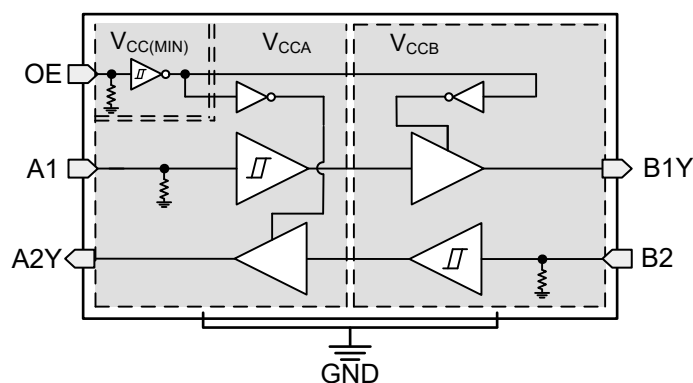 VCC(MIN) VCCA VCCB
OE
A1 B1Y
A2Y B2
GND